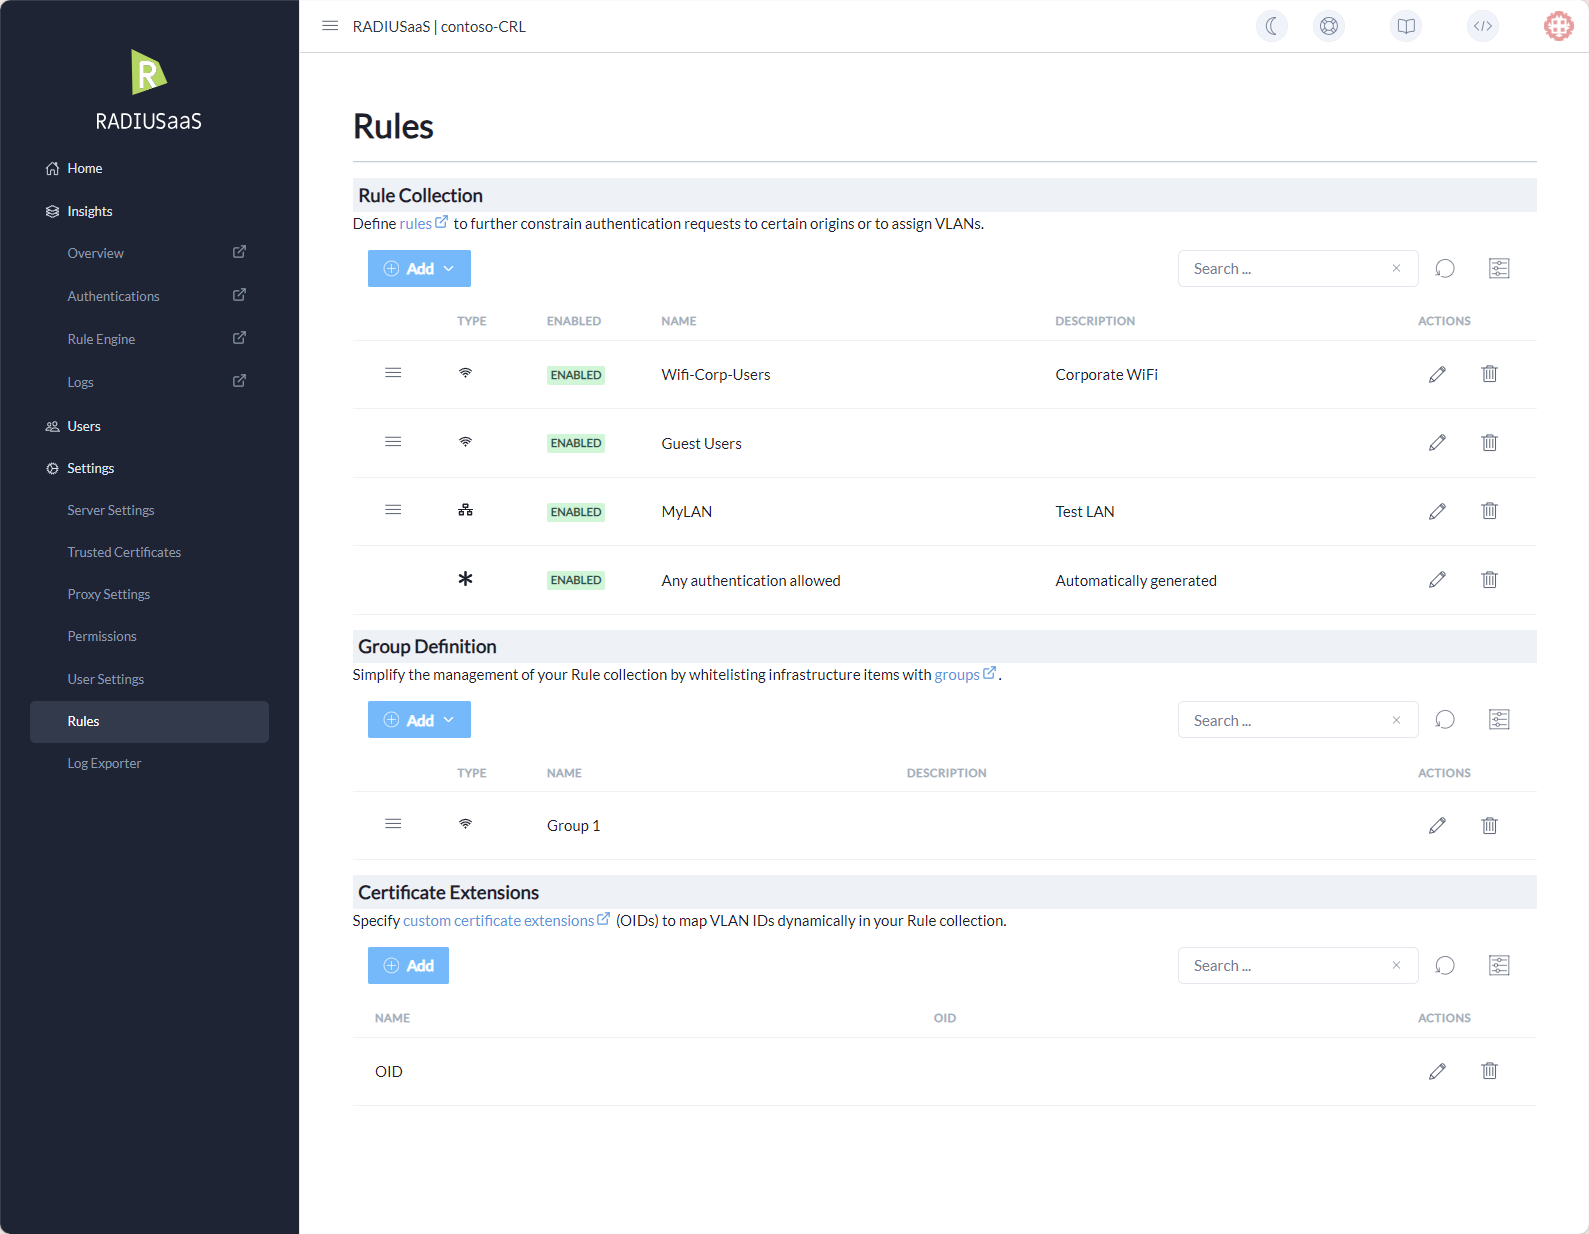 RADIUSaaS | contoso-CRL
R
RADIUSaaS
Home
Insights
Overview
Authentications
Rule Engine
Logs
Users
Settings
Server Settings
Trusted Certificates
Proxy Settings
Permissions
User Settings
Rules
Log Exporter
Rules
Rule Collection
Define rules to further constrain authentication requests to certain origins or to assign VLANs.
Add
Search ...
TYPE ENABLED NAME DESCRIPTION ACTIONS
ENABLED Wifi-Corp-Users Corporate WiFi
ENABLED Guest Users
ENABLED MyLAN Test LAN
ENABLED Any authentication allowed Automatically generated
Group Definition
Simplify the management of your Rule collection by whitelisting infrastructure items with groups .
Add
Search ...
TYPE NAME DESCRIPTION ACTIONS
Group 1
Certificate Extensions
Specify custom certificate extensions (OIDs) to map VLAN IDs dynamically in your Rule collection.
Add
Search ...
NAME OID ACTIONS
OID